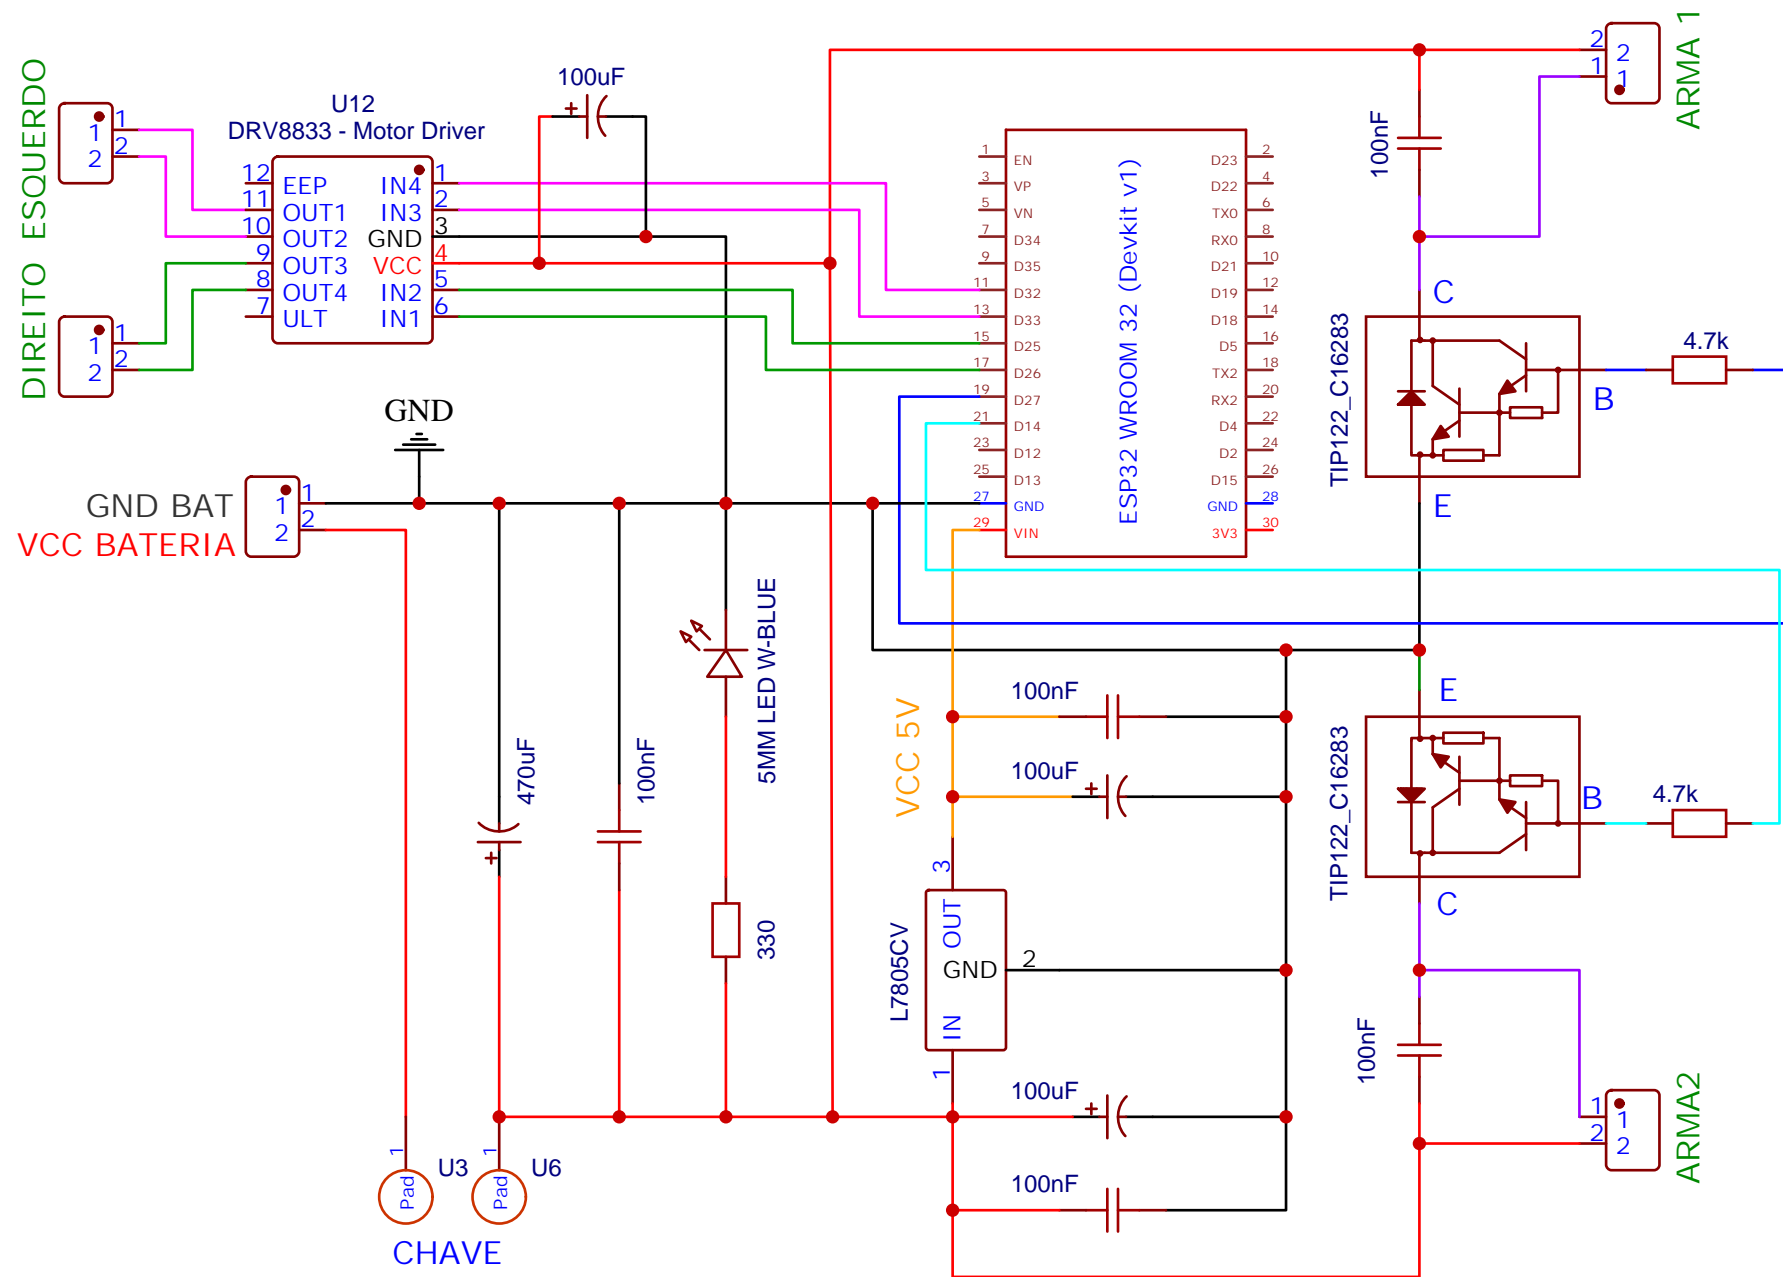 ESQUERDO
1
2
1
2
DIREITO
1
2
1
2
U12
DRV8833 - Motor Driver
12 EEP
11 OUT1
10 OUT2
9 OUT3
8 OUT4
7 ULT
IN4 1
IN3 2
GND 3
VCC 4
IN2 5
IN1 6
100uF
+
GND
GND BAT
VCC BATERIA
1
2
1
2
470uF
+
100nF
5MM LED W-BLUE
330
1
Pad
U3
1
Pad
U6
CHAVE
ESP32 WROOM 32 (Devkit v1)
1 EN
3 VP
5 VN
7 D34
9 D35
11 D32
13 D33
15 D25
17 D26
19 D27
21 D14
23 D12
25 D13
27 GND
29 VIN
D23 2
D22 4
TX0 6
RX0 8
D21 10
D19 12
D18 14
D5 16
TX2 18
RX2 20
D4 22
D2 24
D15 26
GND 28
3V3 30
VCC 5V
100nF
100uF
+
L7805CV
3
OUT
GND 2
IN
1
100uF
+
100nF
ARMA 1
2
1
2
1
100nF
C
TIP122_C16283
B
E
4.7k
E
TIP122_C16283
B
C
4.7k
100nF
ARMA2
1
2
1
2